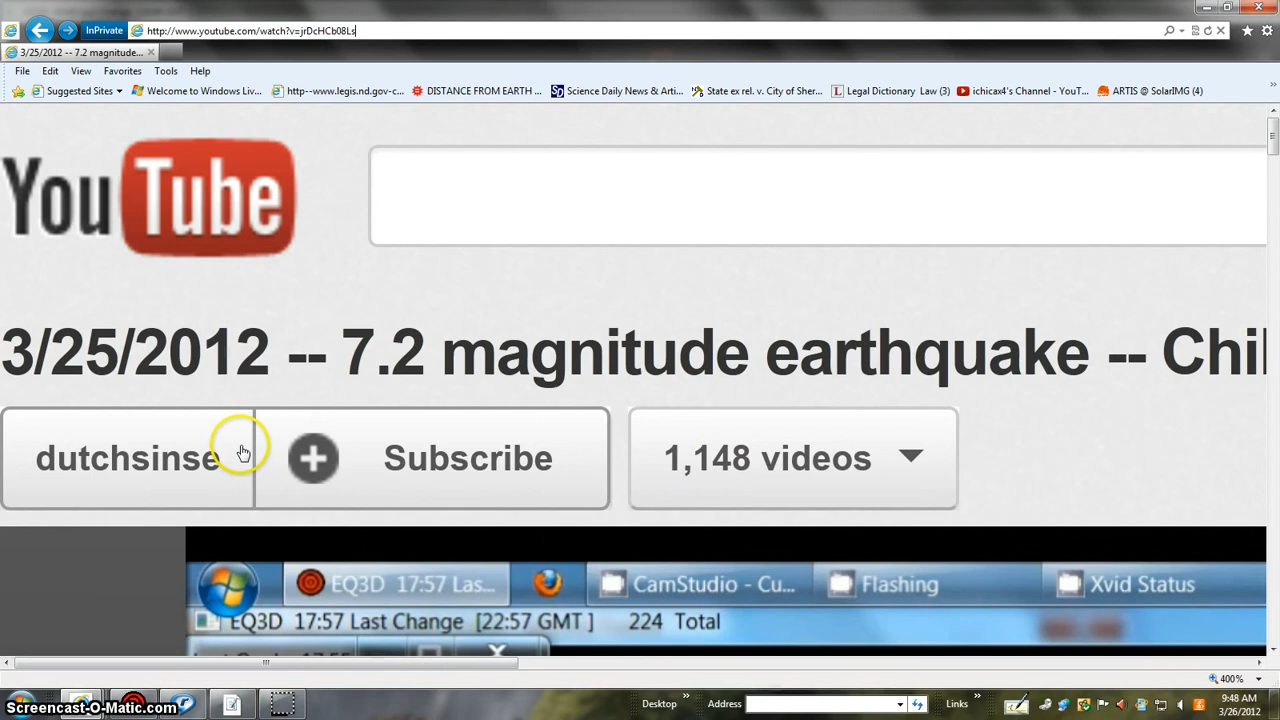 InPrivate http://www.youtube.com/watch?v=jrDcHCb08Ls
3/25/2012 -- 7.2 magnitude...
File Edit View Favorites Tools Help
Suggested Sites Welcome to Windows Liv... http--www.legis.nd.gov-c... DISTANCE FROM EARTH ... Science Daily News & Arti... State ex rel. v. City of Sher... Legal Dictionary Law (3) ichicax4's Channel - YouT... ARTIS @ SolarIMG (4)
YouTube
3/25/2012 -- 7.2 magnitude earthquake -- Chil
dutchsinse Subscribe 1,148 videos
EQ3D 17:57 Las... CamStudio - Cu... Flashing Xvid Status
EQ3D 17:57 Last Change [22:57 GMT ] 224 Total
400%
Desktop Address Links 9:48 AM
3/26/2012
Screencast-O-Matic.com